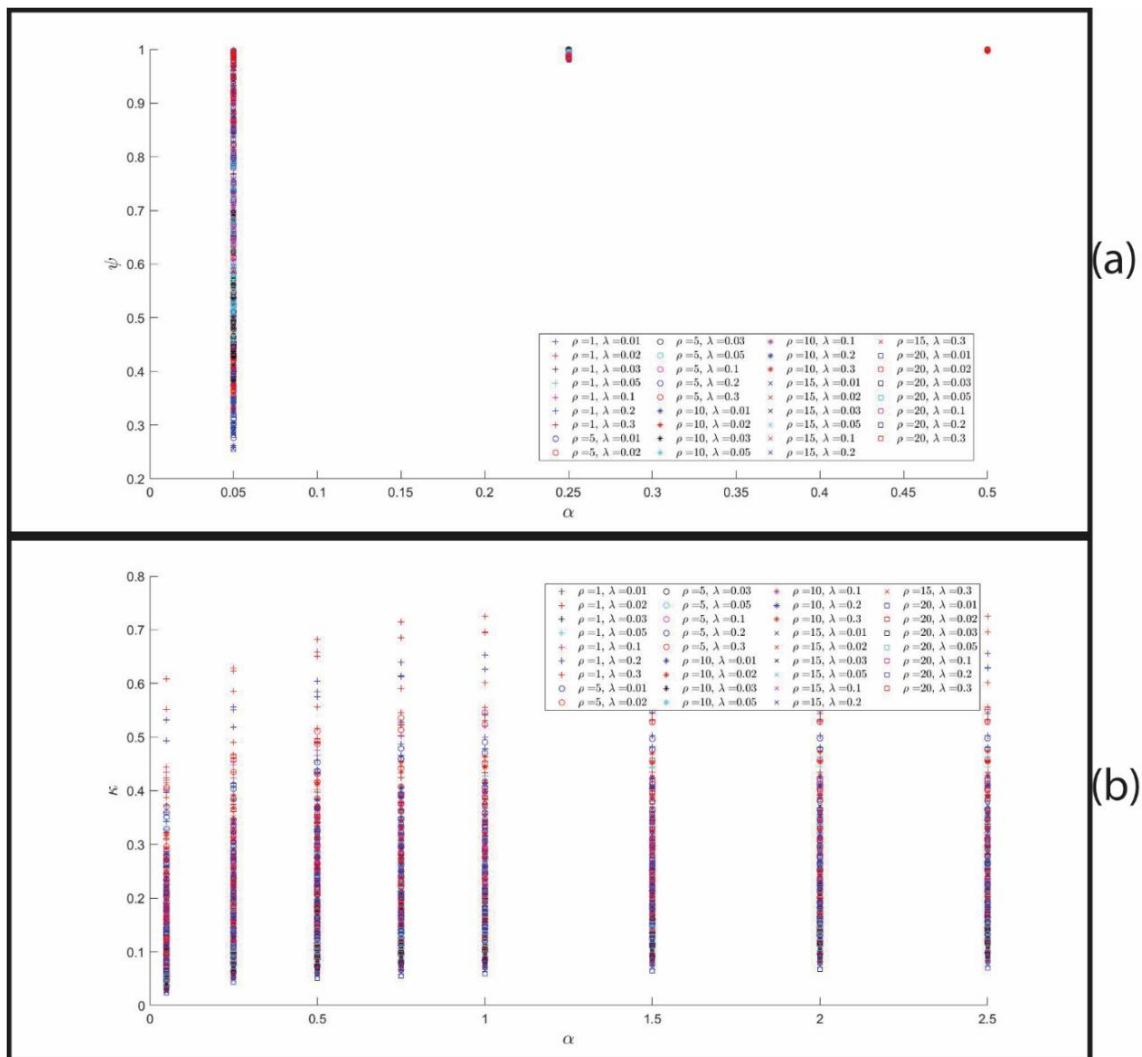 1
0.9
0.8
0.7
0.6
0.5
0.4
0.3
0.2
ψ
0 0.05 0.1 0.15 0.2 0.25 0.3 0.35 0.4 0.45 0.5
α
ρ =1, λ =0.01 ρ =5, λ =0.03 ρ =10, λ =0.1 ρ =15, λ =0.3
ρ =1, λ =0.02 ρ =5, λ =0.05 ρ =10, λ =0.2 ρ =20, λ =0.01
ρ =1, λ =0.03 ρ =5, λ =0.1 ρ =10, λ =0.3 ρ =20, λ =0.02
ρ =1, λ =0.05 ρ =5, λ =0.2 ρ =15, λ =0.01 ρ =20, λ =0.03
ρ =1, λ =0.1 ρ =5, λ =0.3 ρ =15, λ =0.02 ρ =20, λ =0.05
ρ =1, λ =0.2 ρ =10, λ =0.01 ρ =15, λ =0.03 ρ =20, λ =0.1
ρ =1, λ =0.3 ρ =10, λ =0.02 ρ =15, λ =0.05 ρ =20, λ =0.2
ρ =5, λ =0.01 ρ =10, λ =0.03 ρ =15, λ =0.1 ρ =20, λ =0.3
ρ =5, λ =0.02 ρ =10, λ =0.05 ρ =15, λ =0.2
(a)
0.8
0.7
0.6
0.5
0.4
0.3
0.2
0.1
0
κ
0 0.5 1 1.5 2 2.5
α
ρ =1, λ =0.01 ρ =5, λ =0.03 ρ =10, λ =0.1 ρ =15, λ =0.3
ρ =1, λ =0.02 ρ =5, λ =0.05 ρ =10, λ =0.2 ρ =20, λ =0.01
ρ =1, λ =0.03 ρ =5, λ =0.1 ρ =10, λ =0.3 ρ =20, λ =0.02
ρ =1, λ =0.05 ρ =5, λ =0.2 ρ =15, λ =0.01 ρ =20, λ =0.03
ρ =1, λ =0.1 ρ =5, λ =0.3 ρ =15, λ =0.02 ρ =20, λ =0.05
ρ =1, λ =0.2 ρ =10, λ =0.01 ρ =15, λ =0.03 ρ =20, λ =0.1
ρ =1, λ =0.3 ρ =10, λ =0.02 ρ =15, λ =0.05 ρ =20, λ =0.2
ρ =5, λ =0.01 ρ =10, λ =0.03 ρ =15, λ =0.1 ρ =20, λ =0.3
ρ =5, λ =0.02 ρ =10, λ =0.05 ρ =15, λ =0.2
(b)